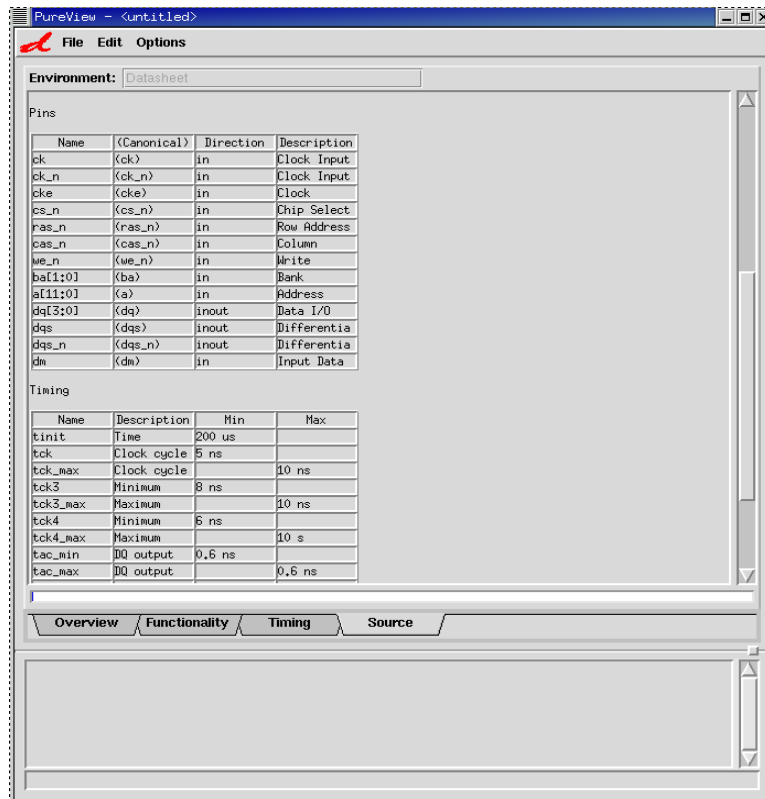 PureView - <untitled>
File Edit Options
Environment: Datasheet
Pins
Name (Canonical) Direction Description
ck (ck) in Clock Input
ck_n (ck_n) in Clock Input
cke (cke) in Clock
cs_n (cs_n) in Chip Select
ras_n (ras_n) in Row Address
cas_n (cas_n) in Column
we_n (we_n) in Write
ba[1:0] (ba) in Bank
a[11:0] (a) in Address
dq[3:0] (dq) inout Data I/O
dqs (dqs) inout Differentia
dqs_n (dqs_n) inout Differentia
dm (dm) in Input Data
Timing
Name Description Min Max
tinit Time 200 us
tck Clock cycle 5 ns
tck_max Clock cycle 10 ns
tck3 Minimum 8 ns
tck3_max Maximum 10 ns
tck4 Minimum 6 ns
tck4_max Maximum 10 s
tac_min DQ output 0.6 ns
tac_max DQ output 0.6 ns
Overview Functionality Timing Source